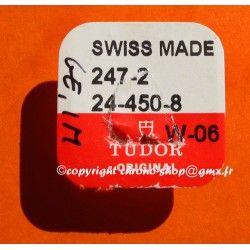 SWISS MADE
247-2
24-450-8
W-06
TUDOR
ORIGINAL
©copyright chrono-shop@gmx.fr